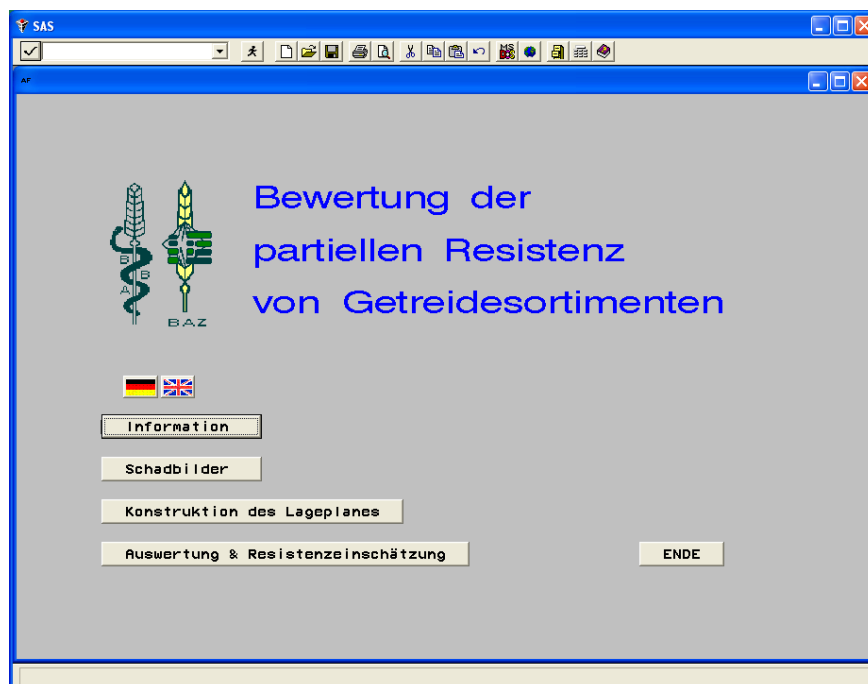 SAS
AF
Bewertung der
partiellen Resistenz
von Getreidesortimenten
B
B
A
BAZ
Information
Schadbilder
Konstruktion des Lageplanes
Auswertung & Resistenzeinschätzung
ENDE